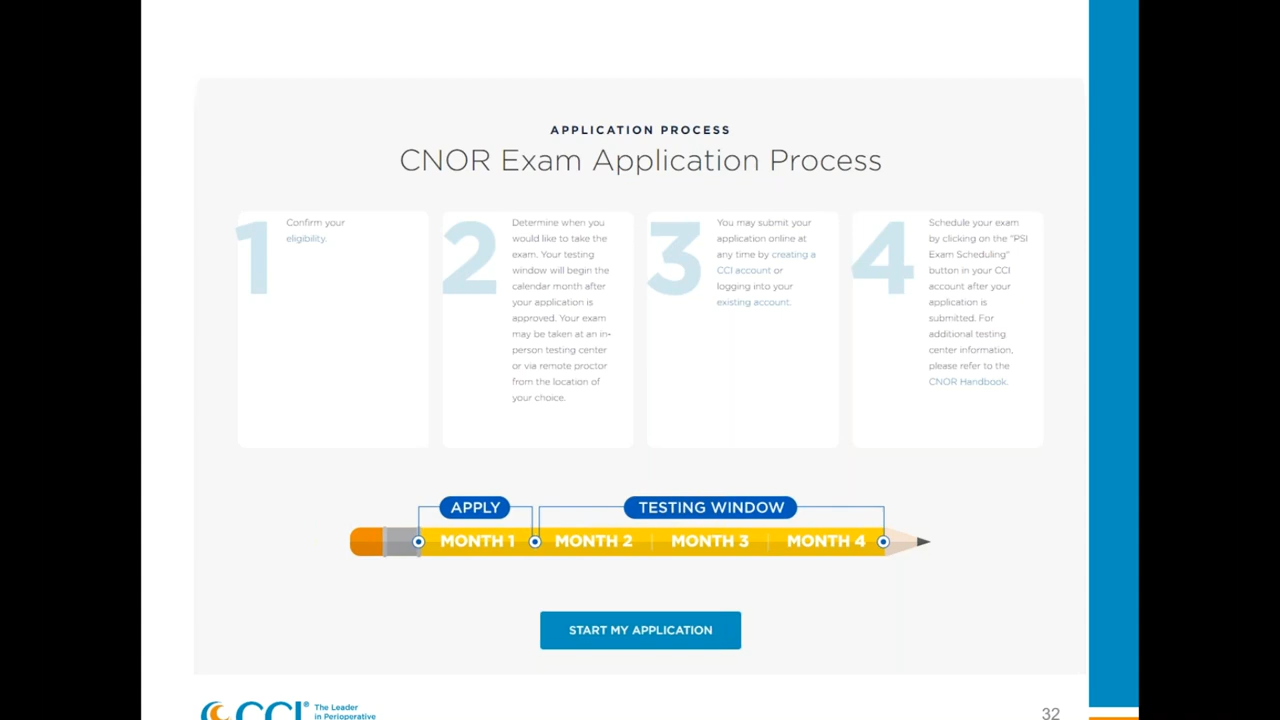 APPLICATION PROCESS
CNOR Exam Application Process
1
Confirm your
eligibility.
2
Determine when you
would like to take the
exam. Your testing
window will begin the
calendar month after
your application is
approved. Your exam
may be taken at an in-
person testing center
or via remote proctor
from the location of
your choice.
3
You may submit your
application online at
any time by creating a
CCI account or
logging into your
existing account.
4
Schedule your exam
by clicking on the "PSI
Exam Scheduling"
button in your CCI
account after your
application is
submitted. For
additional testing
center information,
please refer to the
CNOR Handbook.
APPLY
TESTING WINDOW
MONTH 1
MONTH 2
MONTH 3
MONTH 4
START MY APPLICATION
CCI® The Leader
in Perioperative
32